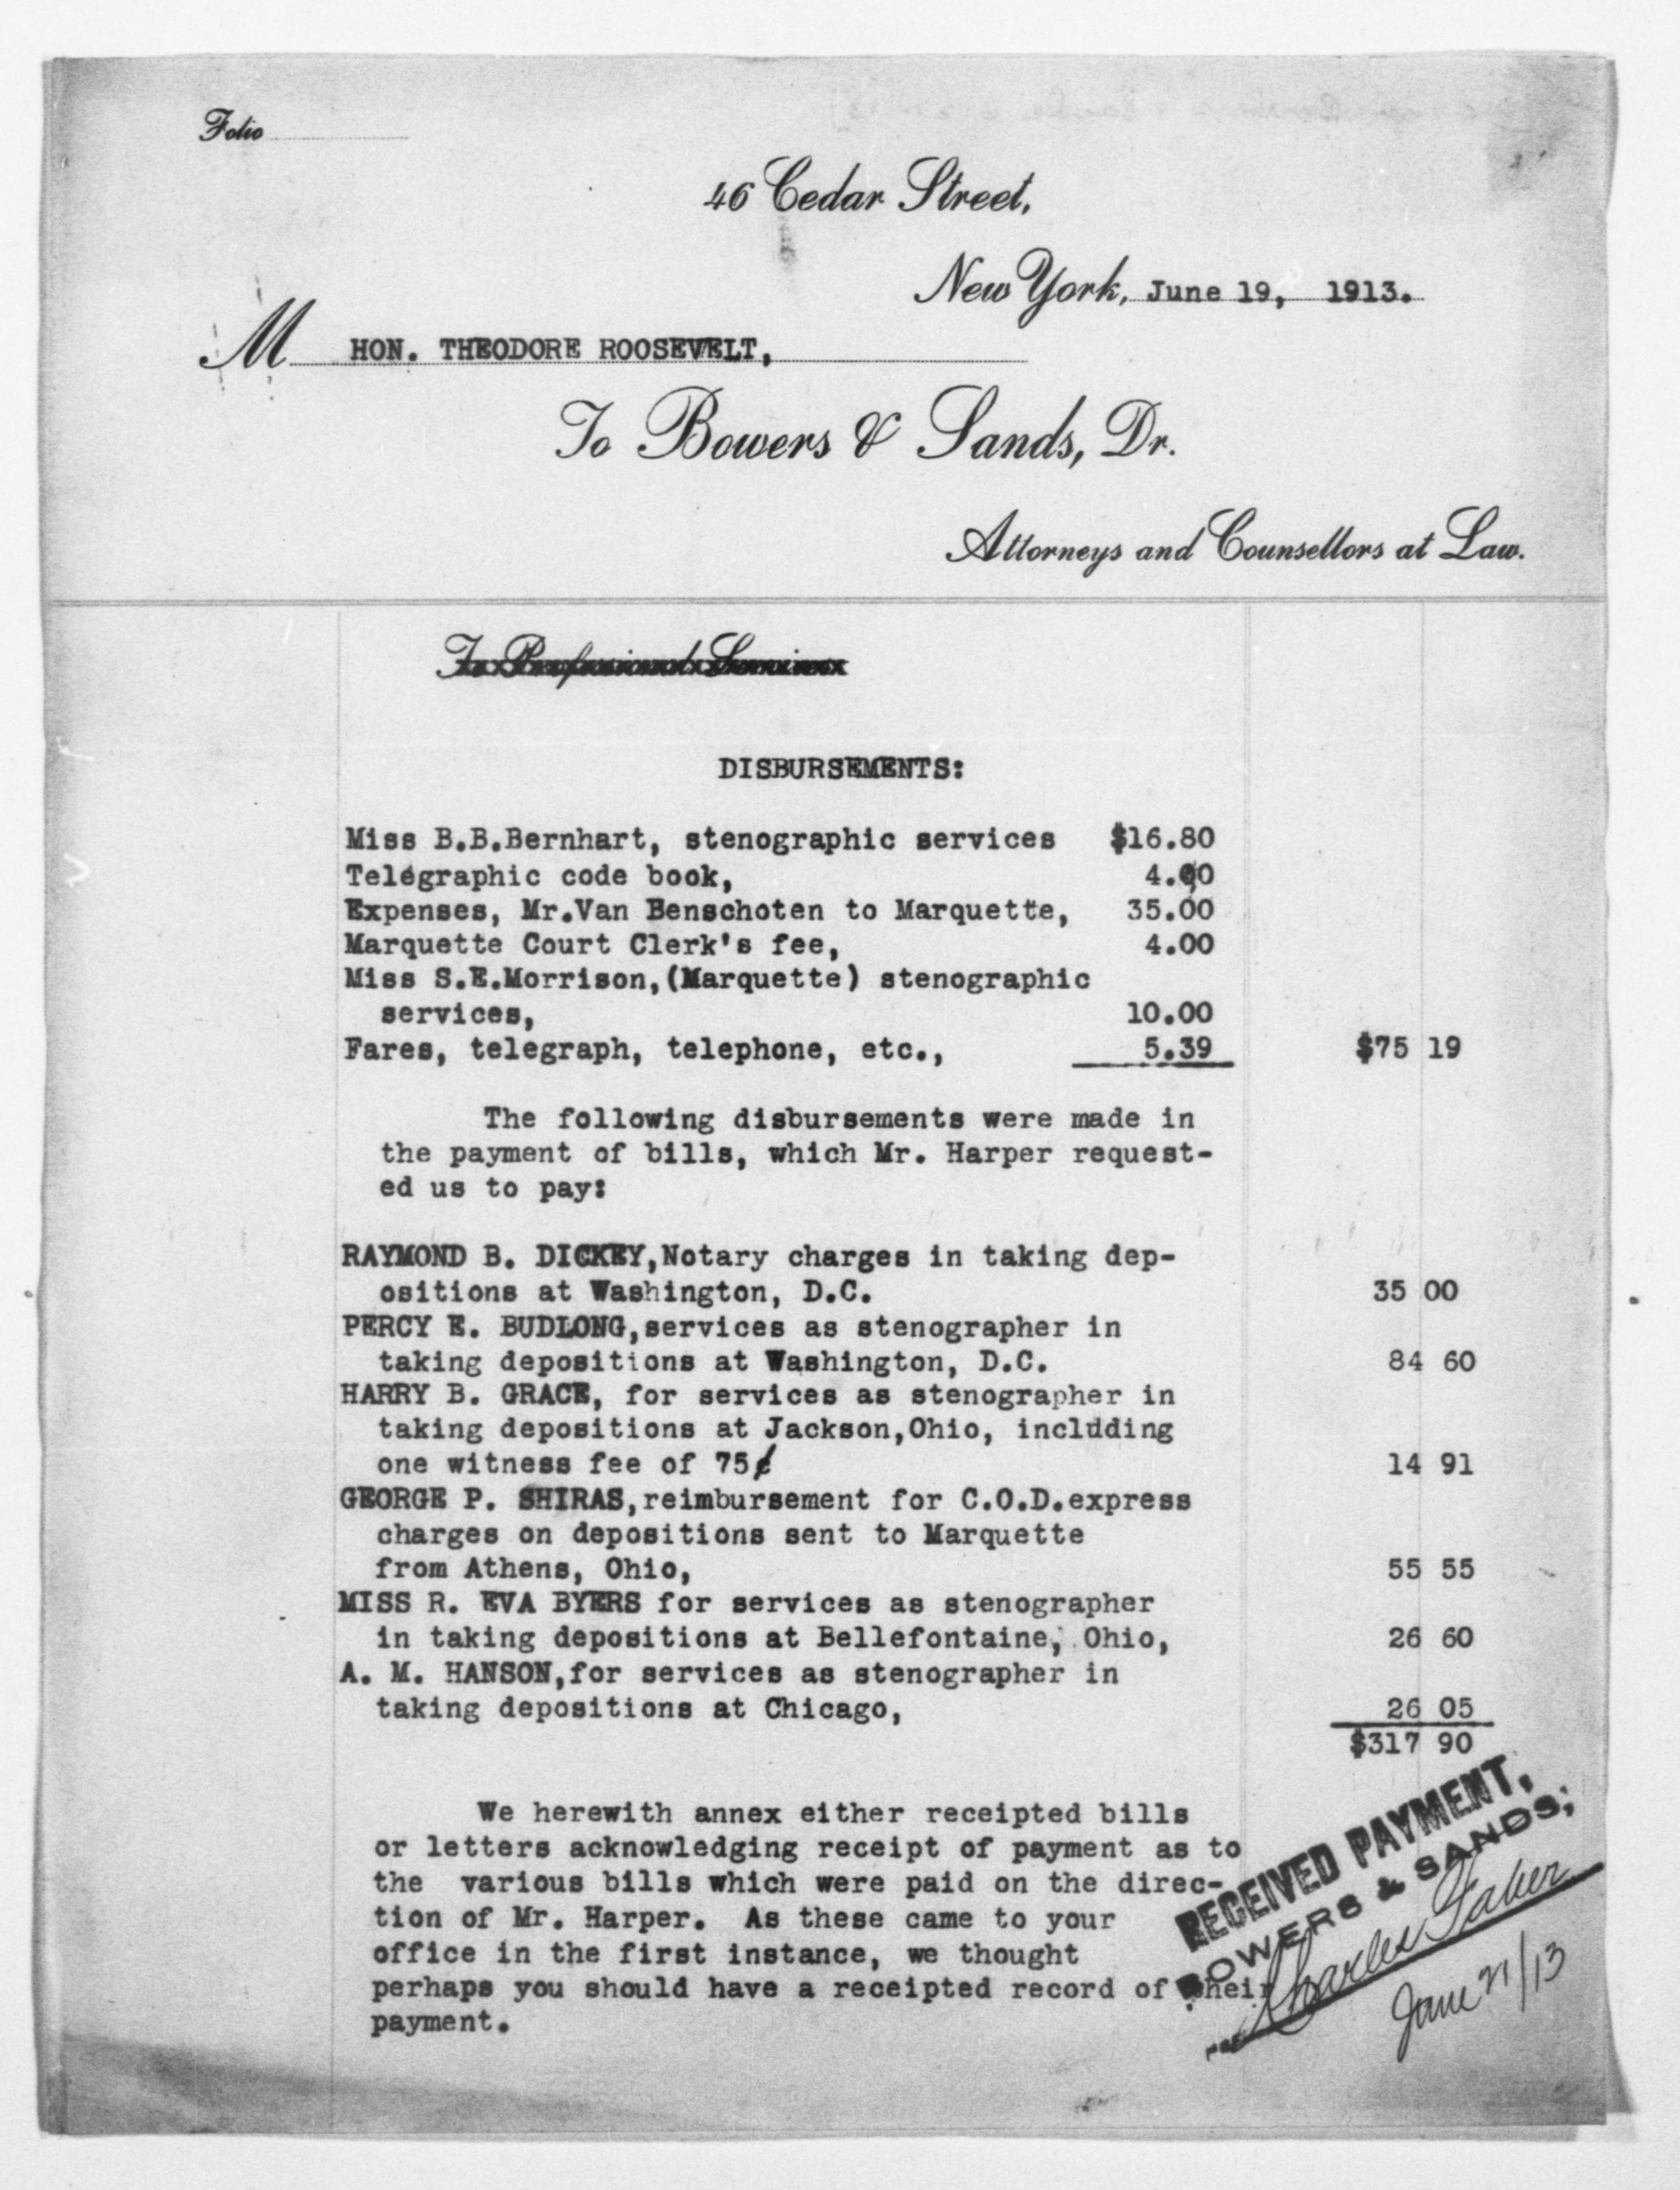 Folio
46 Cedar Street,
New York, June 19, 1913.
M HON. THEODORE ROOSEVELT,
To Bowers & Sands, Dr.
Attorneys and Counsellors at Law.
To Professional Services
DISBURSEMENTS:
Miss B.B.Bernhart, stenographic services $16.80
Telegraphic code book, 4.00
Expenses, Mr.Van Benschoten to Marquette, 35.00
Marquette Court Clerk's fee, 4.00
Miss S.E.Morrison,(Marquette) stenographic
services, 10.00
Fares, telegraph, telephone, etc., 5.39 $75 19
The following disbursements were made in
the payment of bills, which Mr. Harper request-
ed us to pay:
RAYMOND B. DICKEY,Notary charges in taking dep-
ositions at Washington, D.C. 35 00
PERCY E. BUDLONG,services as stenographer in
taking depositions at Washington, D.C. 84 60
HARRY B. GRACE, for services as stenographer in
taking depositions at Jackson,Ohio, including
one witness fee of 75¢ 14 91
GEORGE P. SHIRAS,reimbursement for C.O.D.express
charges on depositions sent to Marquette
from Athens, Ohio, 55 55
MISS R. EVA BYERS for services as stenographer
in taking depositions at Bellefontaine, Ohio, 26 60
A. M. HANSON,for services as stenographer in
taking depositions at Chicago, 26 05
$317 90
We herewith annex either receipted bills
or letters acknowledging receipt of payment as to
the various bills which were paid on the direc-
tion of Mr. Harper. As these came to your
office in the first instance, we thought
perhaps you should have a receipted record of their
payment.
RECEIVED PAYMENT,
BOWERS & SANDS,
Charles Faber
June 21/13